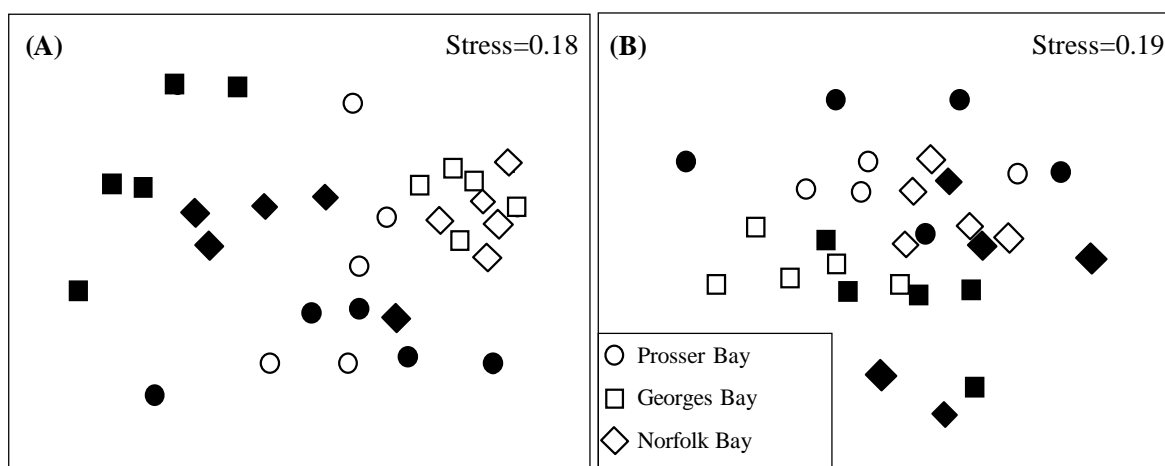 (A)
Stress=0.18
(B)
Stress=0.19
Prosser Bay
Georges Bay
Norfolk Bay